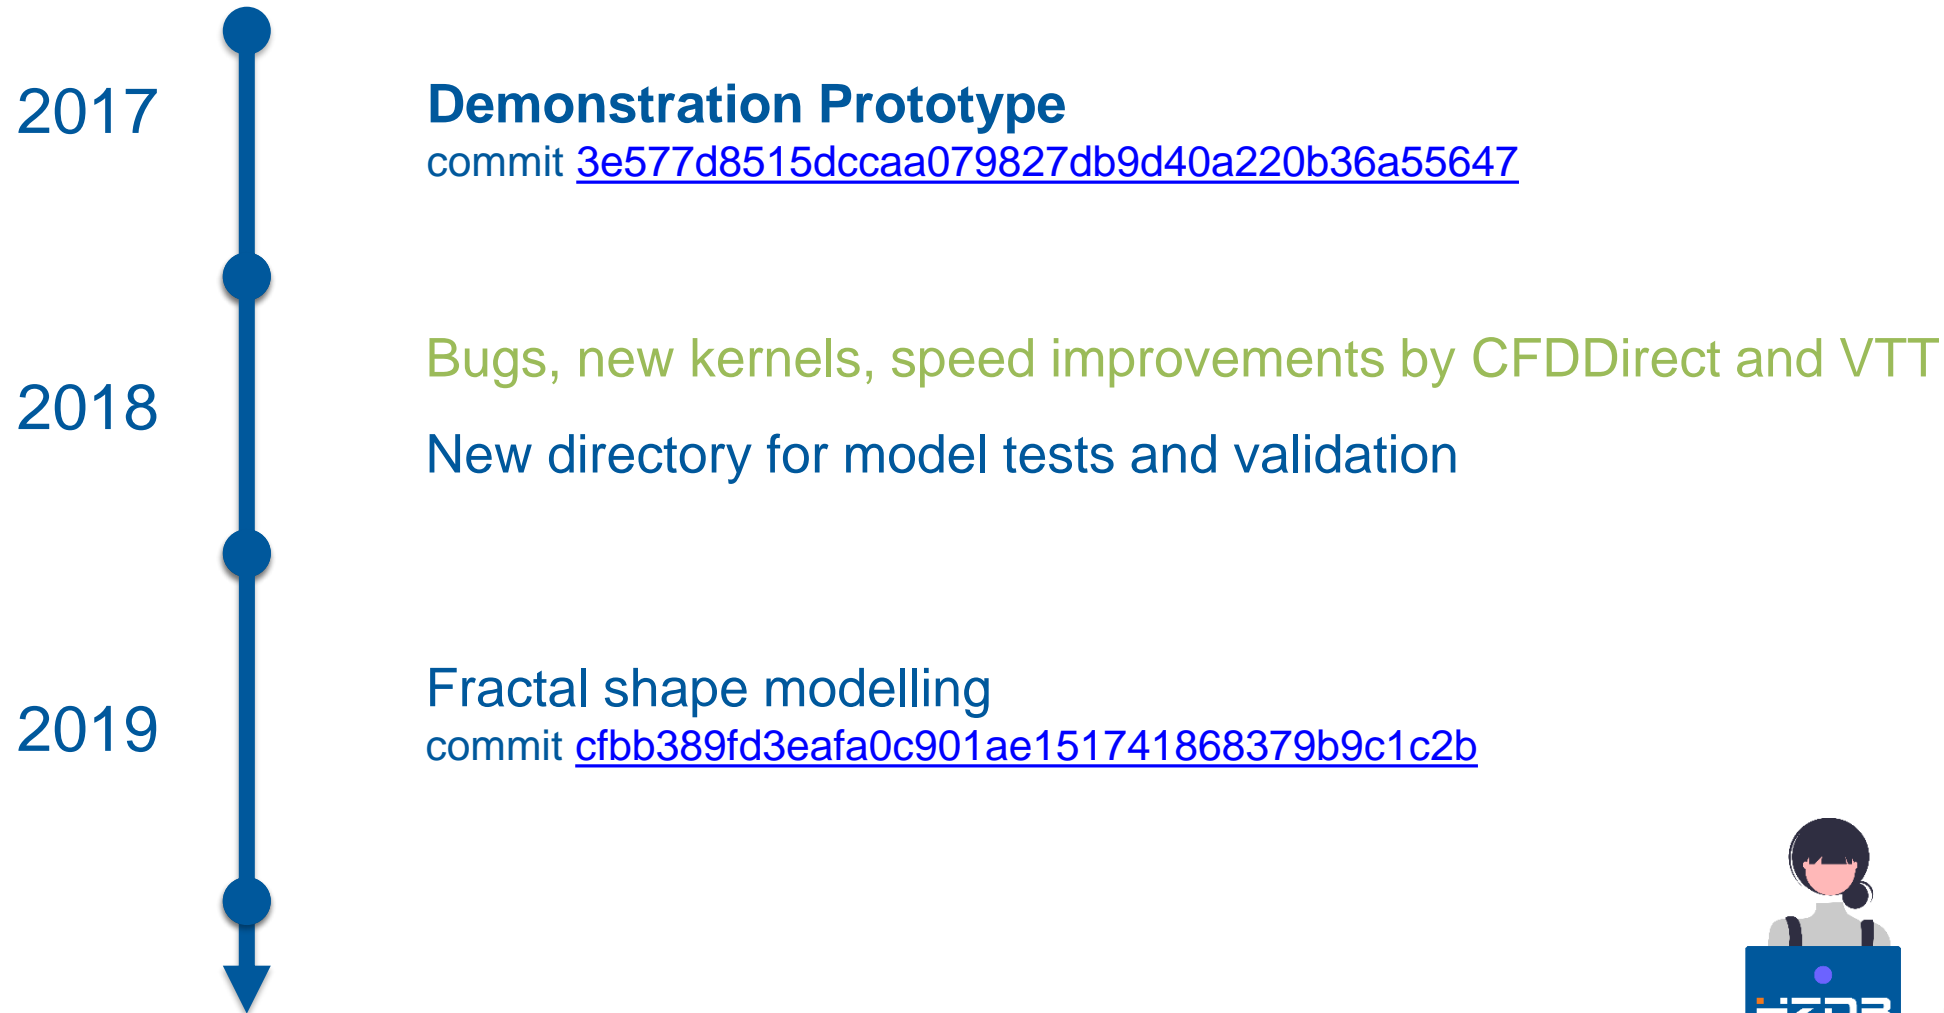 2017
Demonstration Prototype
commit 3e577d8515dccaa079827db9d40a220b36a55647
2018
Bugs, new kernels, speed improvements by CFDDirect and VTT
New directory for model tests and validation
2019
Fractal shape modelling
commit cfbb389fd3eafa0c901ae151741868379b9c1c2b